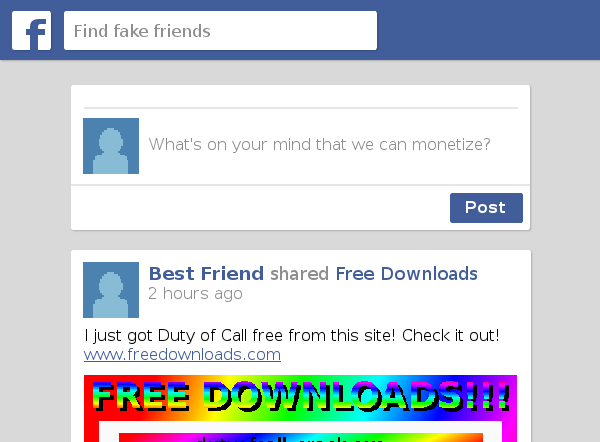 f
Find fake friends
What's on your mind that we can monetize?
Post
Best Friend shared Free Downloads
2 hours ago
I just got Duty of Call free from this site! Check it out!
www.freedownloads.com
FREE DOWNLOADS!!!